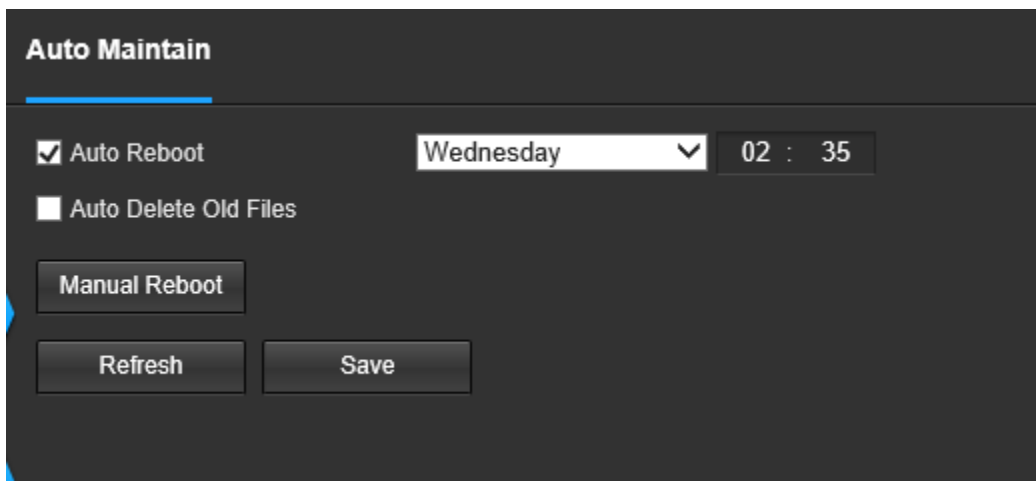 Auto Maintain
Auto Reboot Wednesday 02 : 35
Auto Delete Old Files
Manual Reboot
Refresh Save